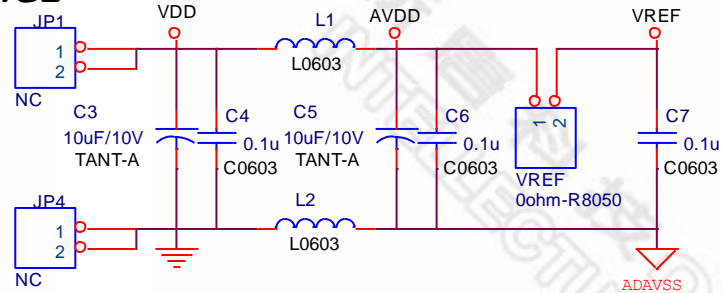 JP1
1
2
NC
VDD
L1
L0603
AVDD
VREF
C3
10uF/10V
TANT-A
C4
0.1u
C0603
C5
10uF/10V
TANT-A
C6
0.1u
C0603
1
2
VREF
0ohm-R8050
C7
0.1u
C0603
JP4
1
2
NC
L2
L0603
ADAVSS